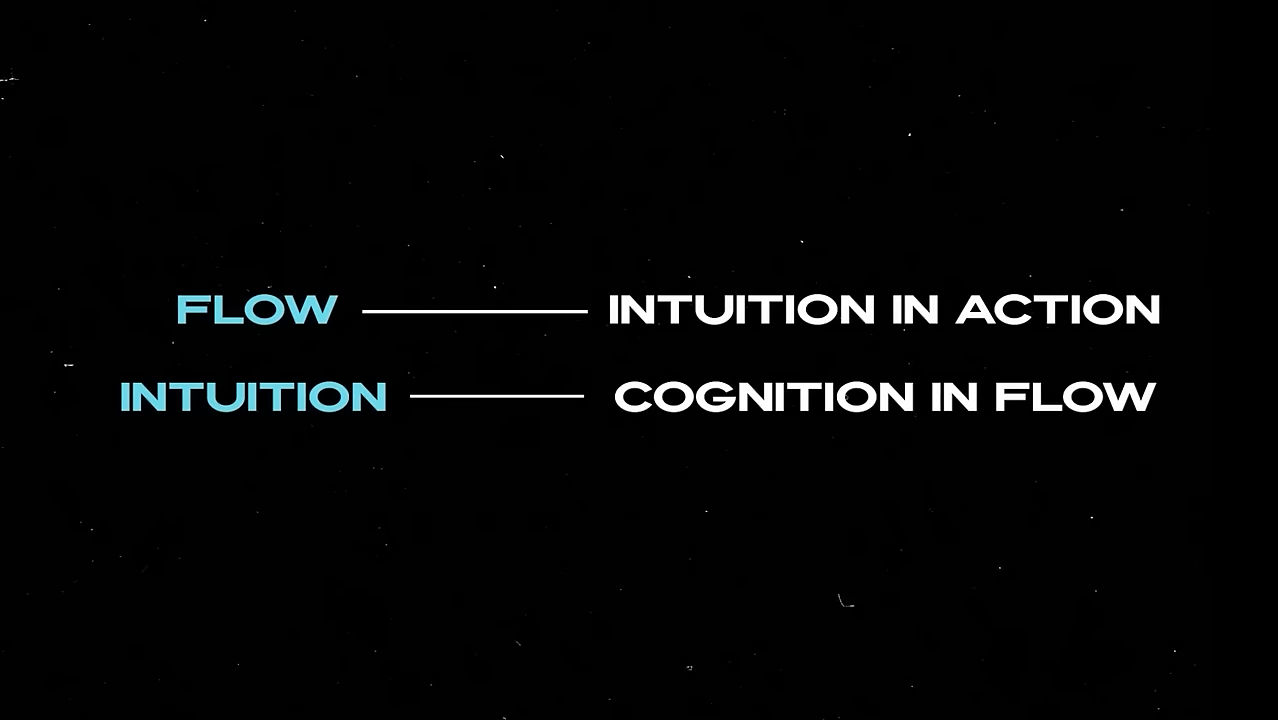 FLOW — INTUITION IN ACTION
INTUITION — COGNITION IN FLOW